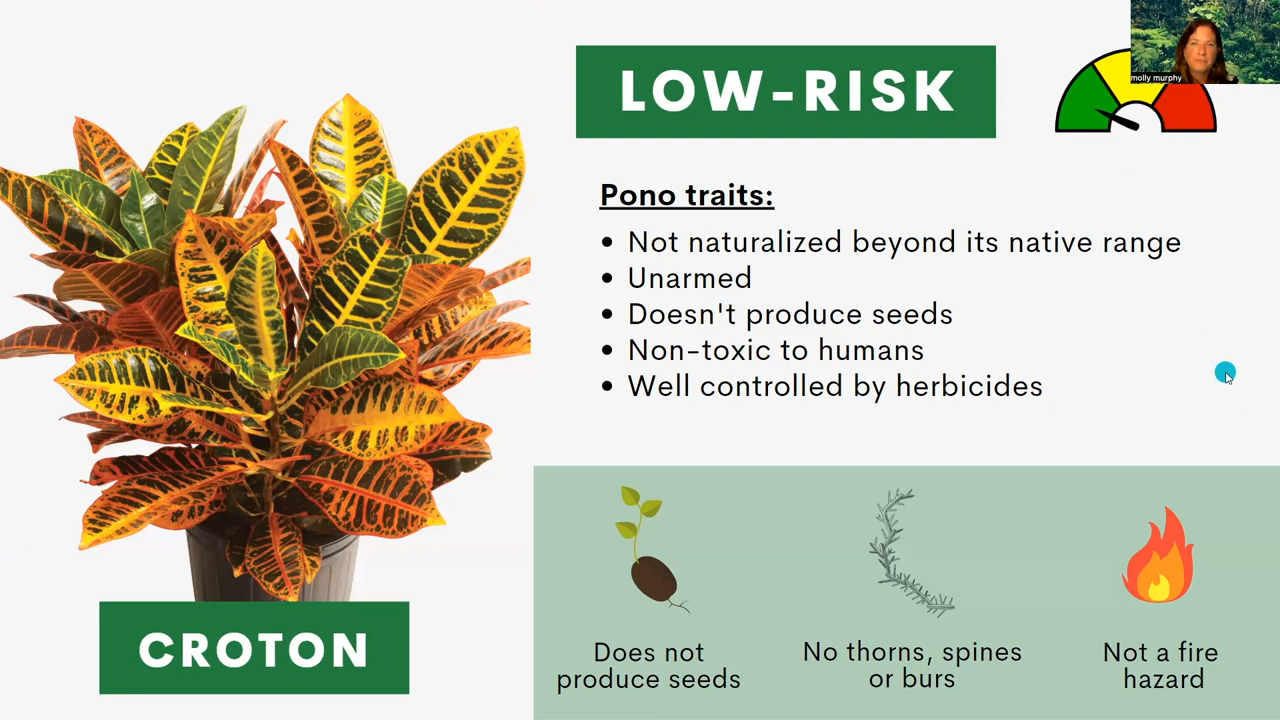 LOW-RISK
molly murphy
Pono traits:
Not naturalized beyond its native range
Unarmed
Doesn't produce seeds
Non-toxic to humans
Well controlled by herbicides
CROTON
Does not
produce seeds
No thorns, spines
or burs
Not a fire
hazard